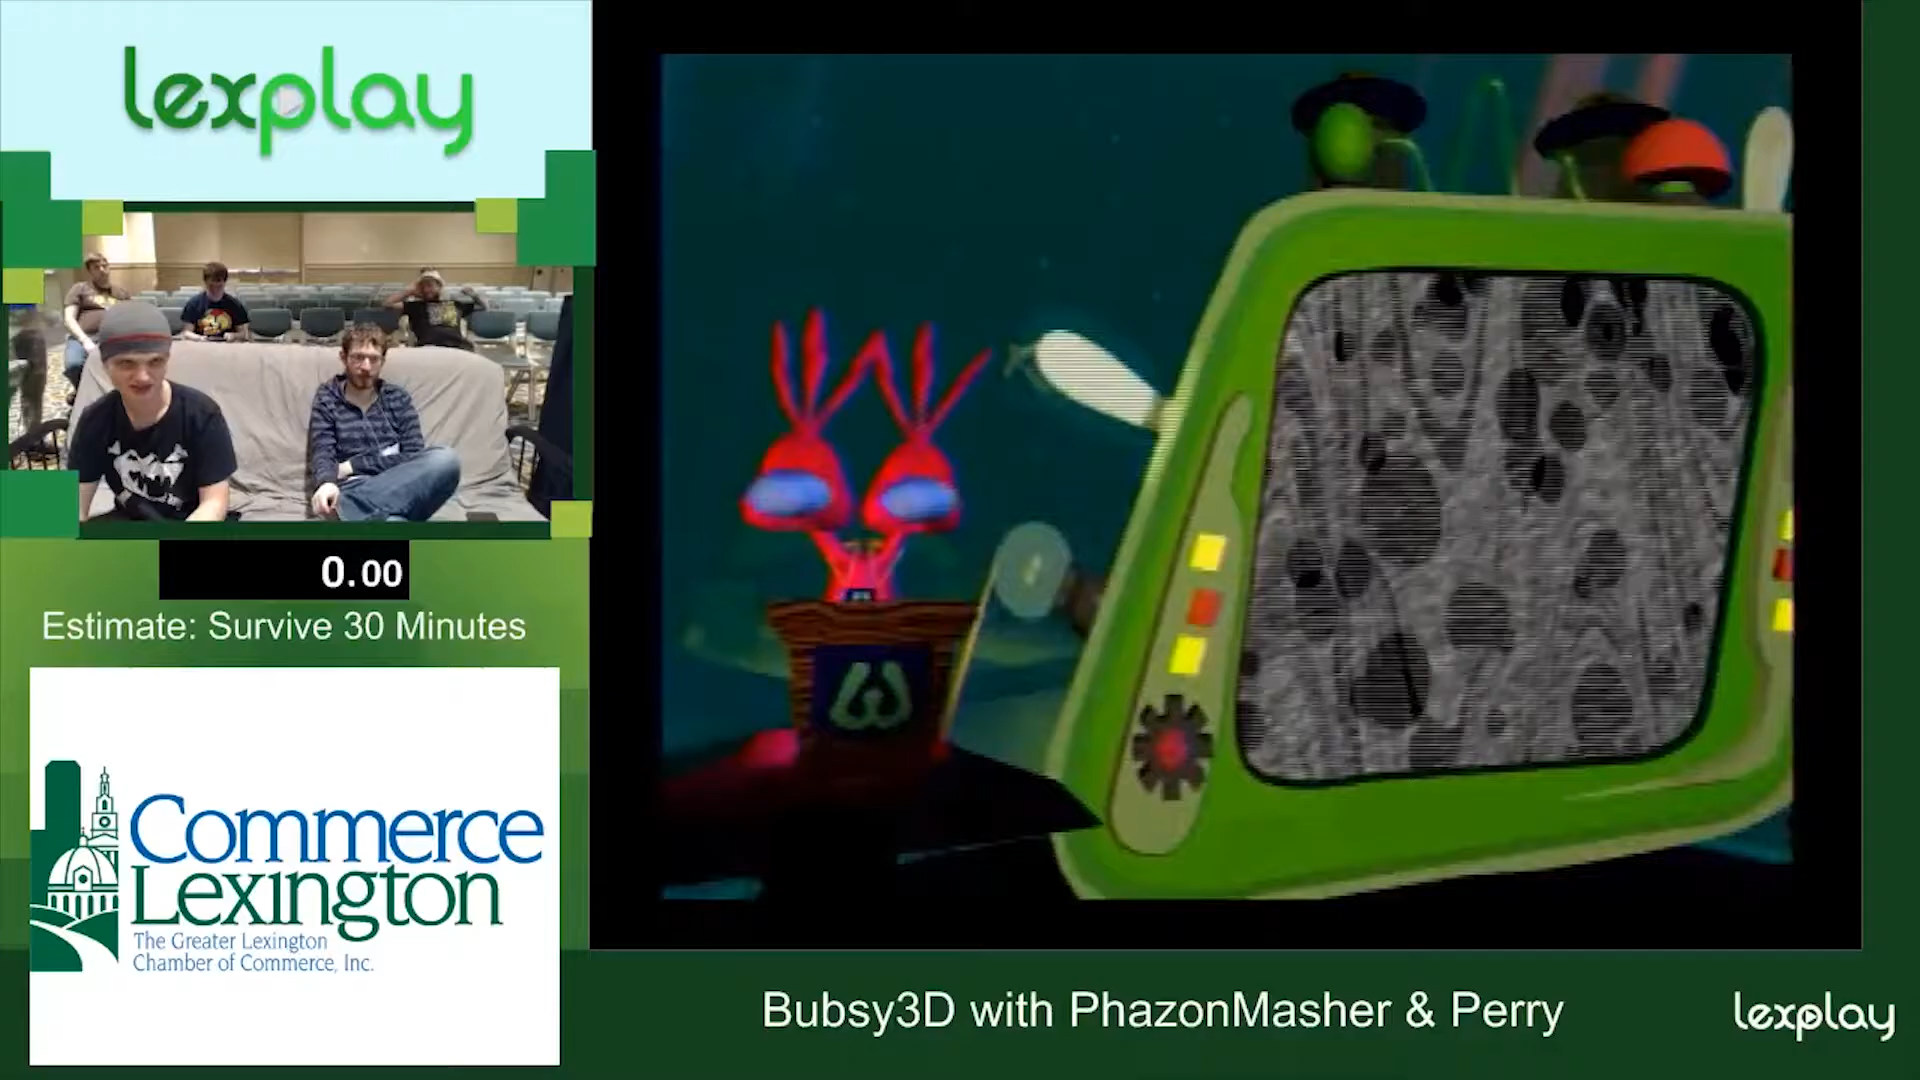 lexplay
0.00
Estimate: Survive 30 Minutes
Commerce
Lexington
The Greater Lexington
Chamber of Commerce, Inc.
Bubsy3D with PhazonMasher & Perry
lexplay